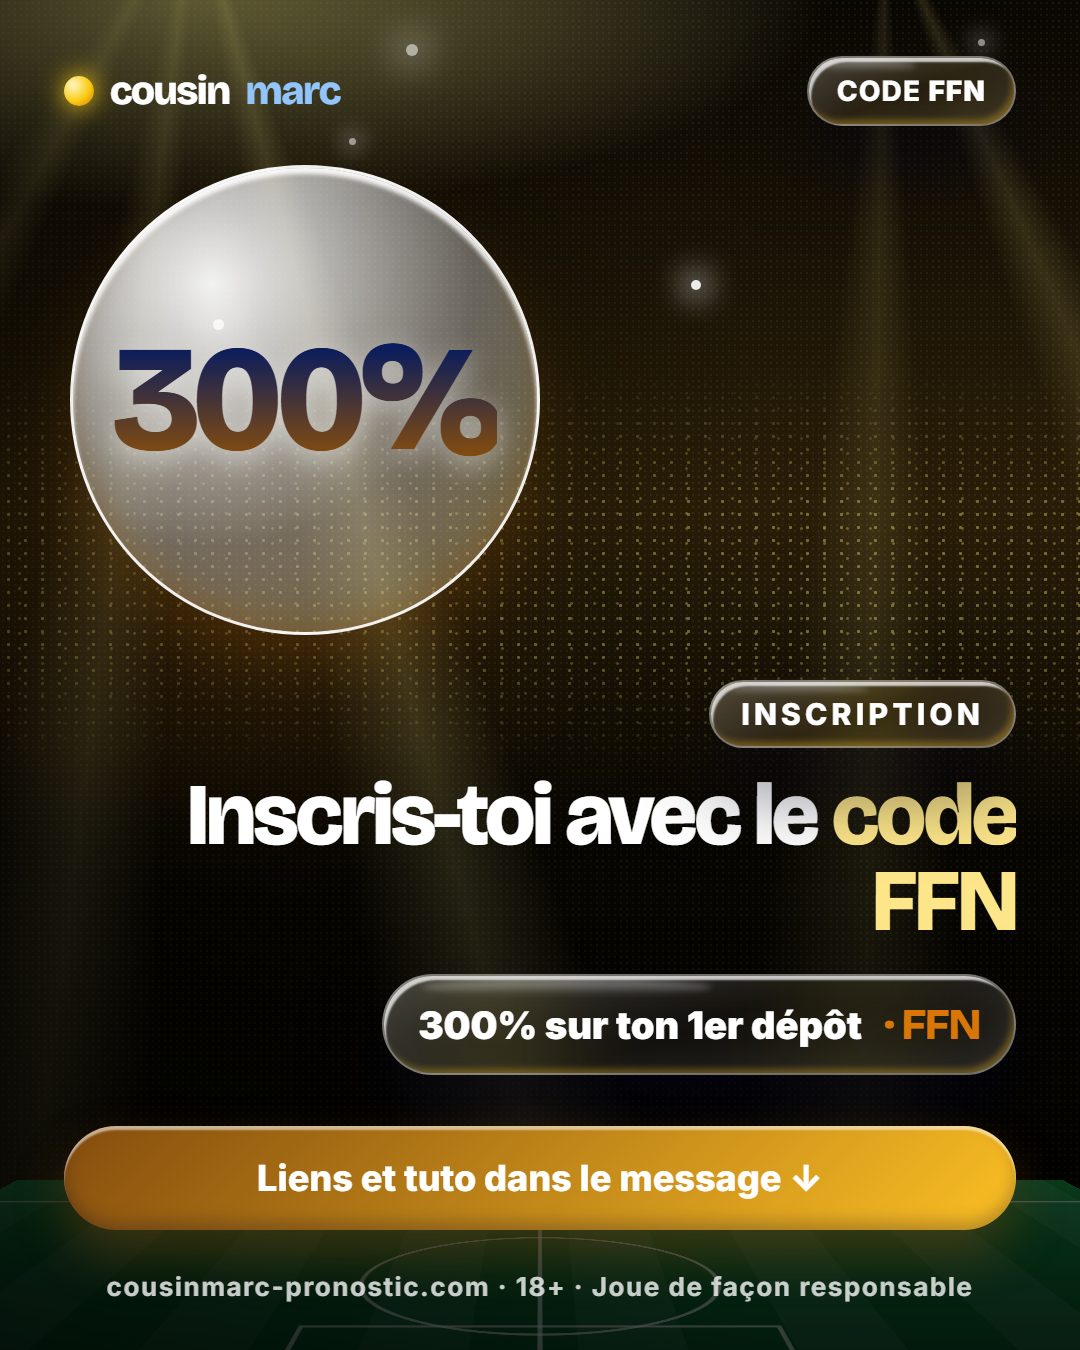 cousin marc
CODE FFN
300%
INSCRIPTION
Inscris-toi avec le code
FFN
300% sur ton 1er dépôt · FFN
Liens et tuto dans le message ↓
cousinmarc-pronostic.com · 18+ · Joue de façon responsable